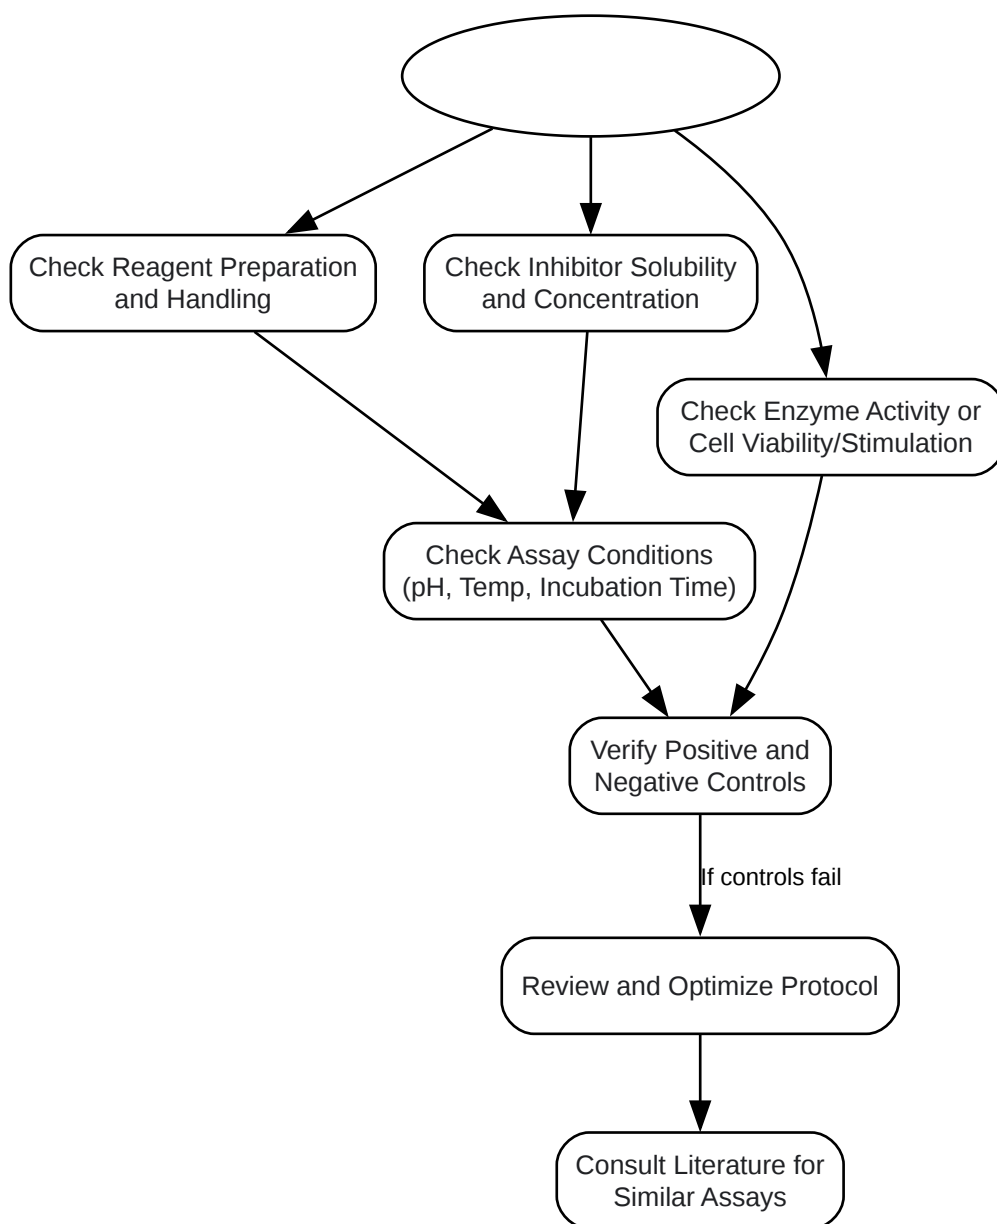 Check Reagent Preparation
and Handling
Check Inhibitor Solubility
and Concentration
Check Enzyme Activity or
Cell Viability/Stimulation
Check Assay Conditions
(pH, Temp, Incubation Time)
Verify Positive and
Negative Controls
If controls fail
Review and Optimize Protocol
Consult Literature for
Similar Assays